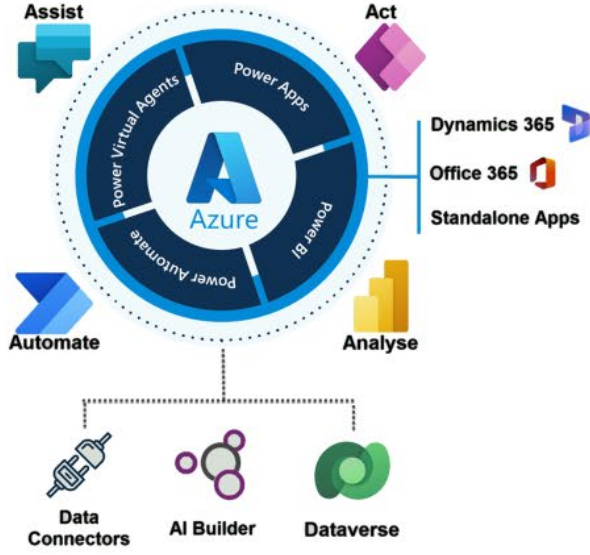 Assist
Act
Power Virtual Agents
Power Apps
Power BI
Power Automate
Azure
Dynamics 365
Office 365
Standalone Apps
Automate
Analyse
Data
Connectors
AI Builder
Dataverse